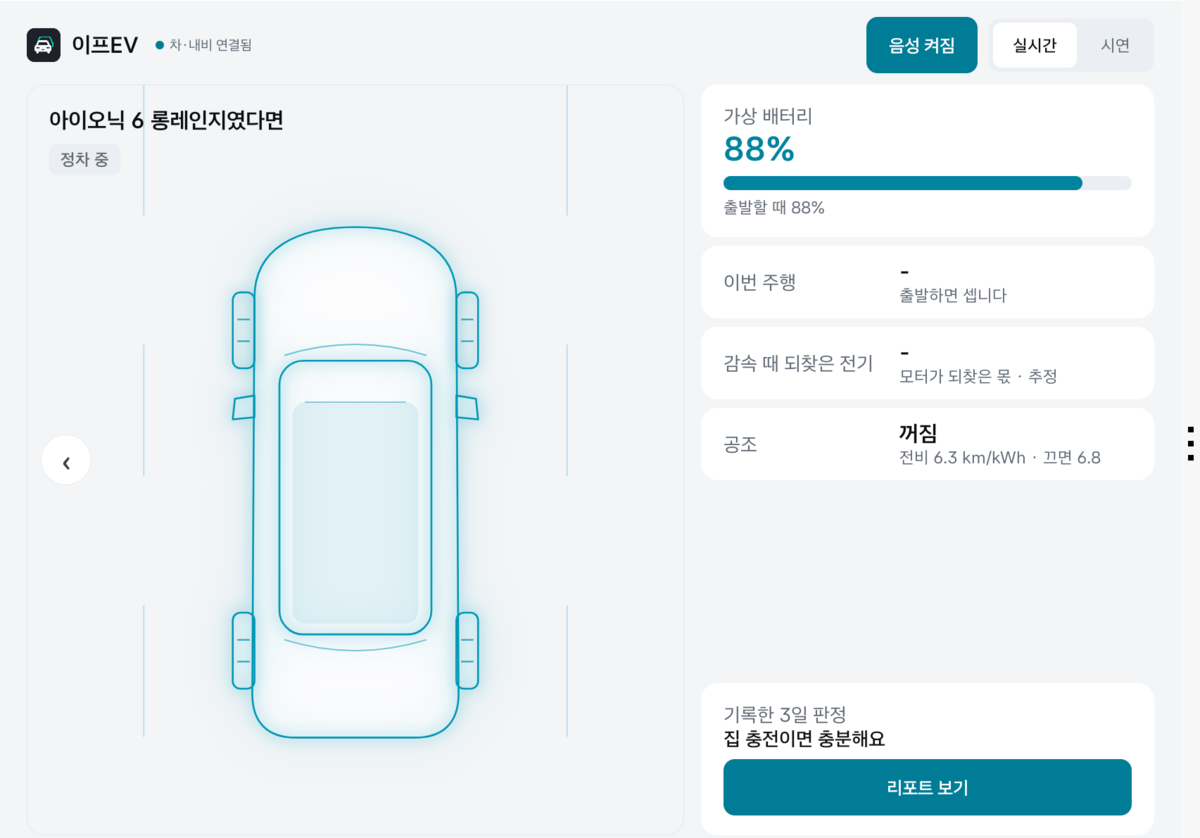 이프EV
차·내비 연결됨
음성 켜짐
실시간
시연
아이오닉 6 롱레인지였다면
정차 중
가상 배터리
88%
출발할 때 88%
이번 주행
-
출발하면 셉니다
감속 때 되찾은 전기
-
모터가 되찾은 몫 · 추정
공조
꺼짐
전비 6.3 km/kWh · 끄면 6.8
기록한 3일 판정
집 충전이면 충분해요
리포트 보기